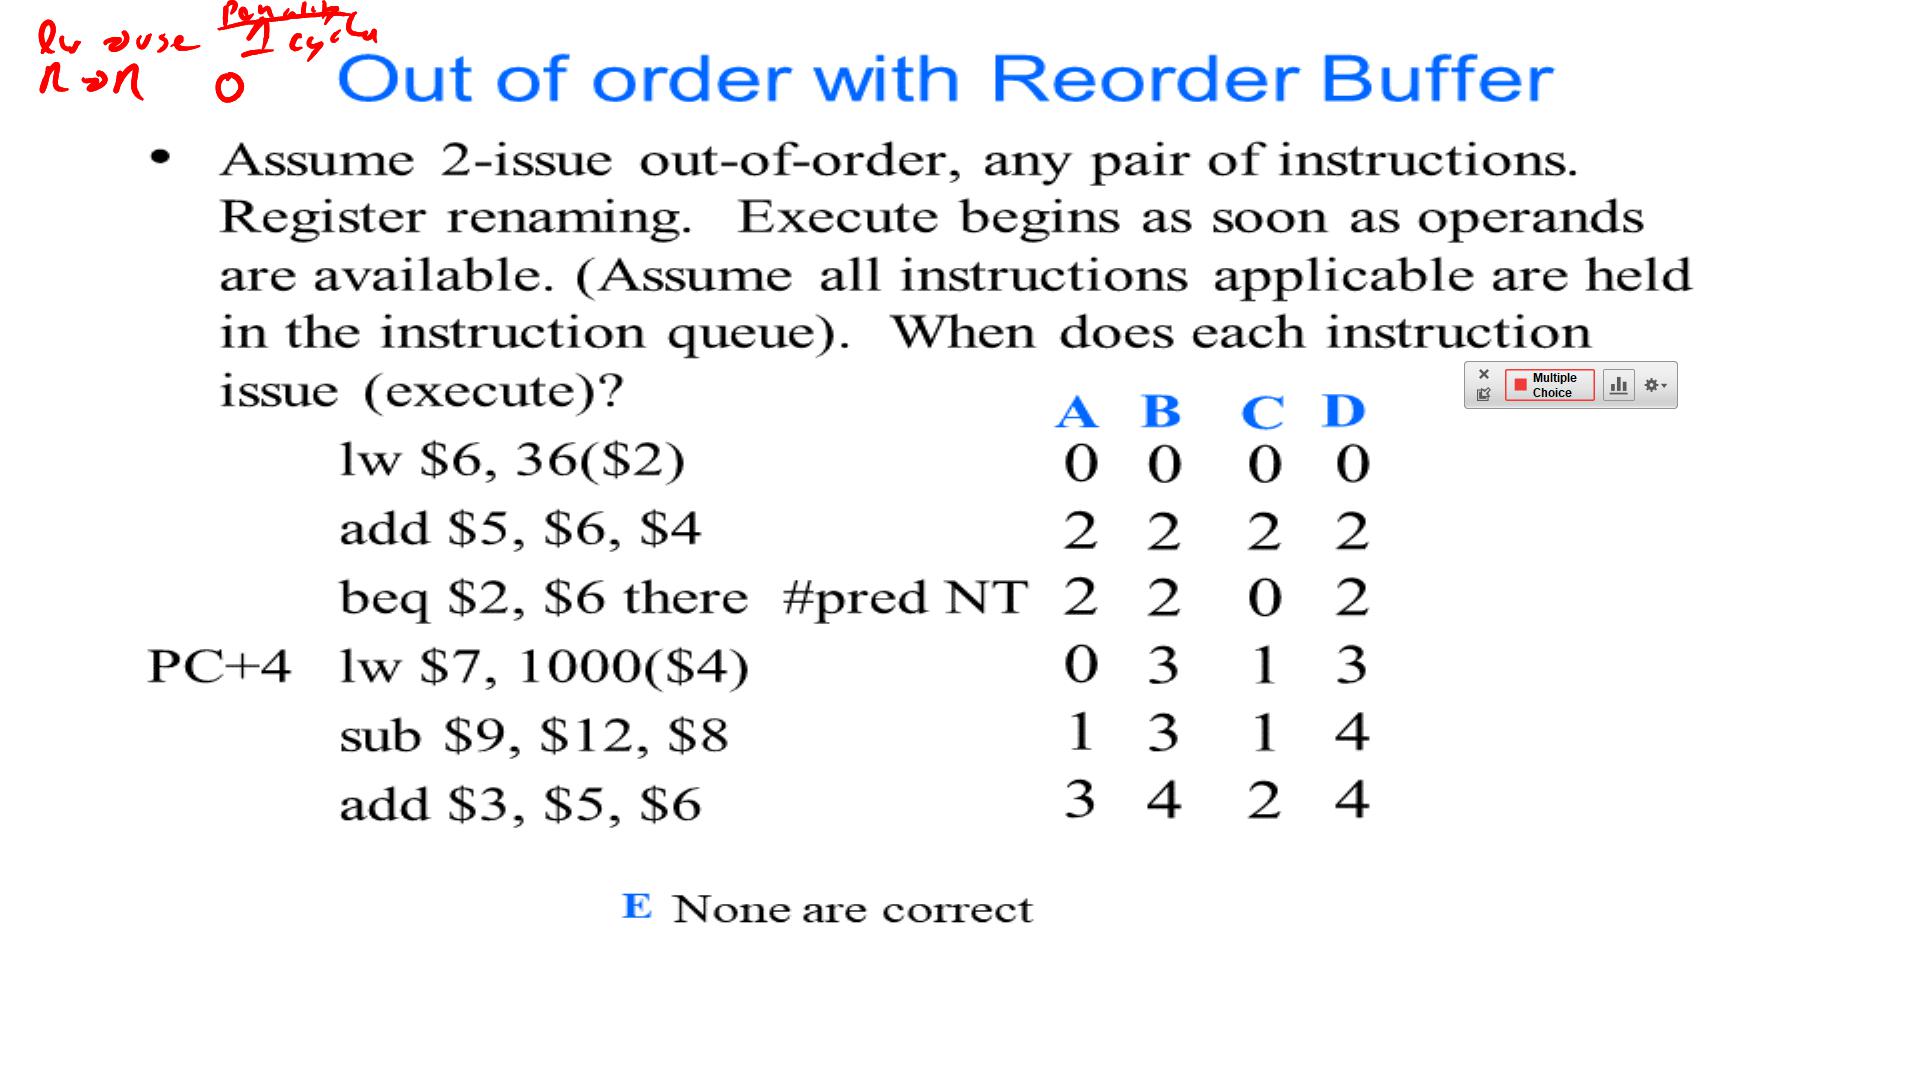 Penalty
lw → use 1 cycle
R → R 0
Out of order with Reorder Buffer
• Assume 2-issue out-of-order, any pair of instructions.
Register renaming. Execute begins as soon as operands
are available. (Assume all instructions applicable are held
in the instruction queue). When does each instruction
issue (execute)?
Multiple
Choice
A B C D
lw $6, 36($2) 0 0 0 0
add $5, $6, $4 2 2 2 2
beq $2, $6 there #pred NT 2 2 0 2
PC+4 lw $7, 1000($4) 0 3 1 3
sub $9, $12, $8 1 3 1 4
add $3, $5, $6 3 4 2 4
E None are correct